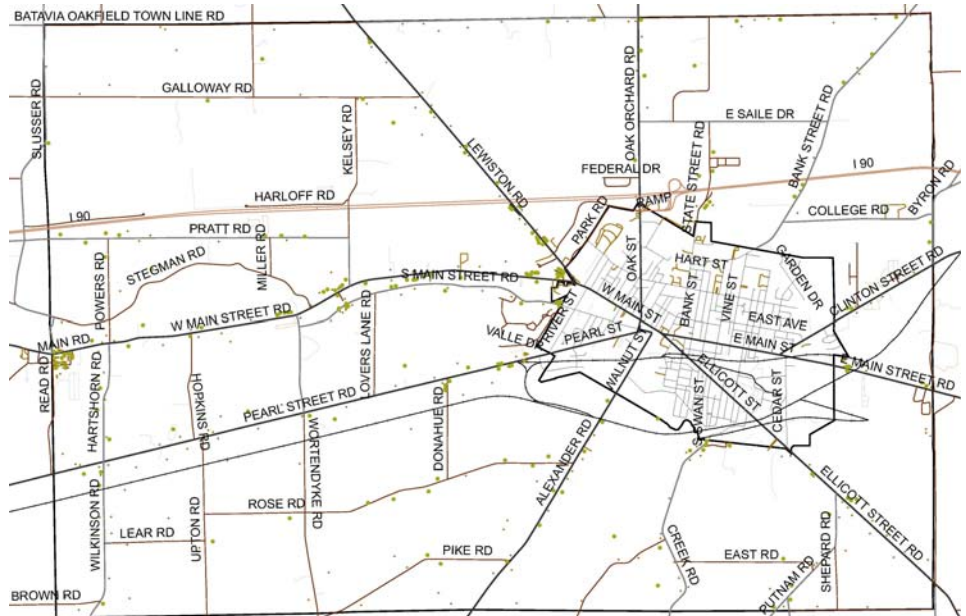 BATAVIA OAKFIELD TOWN LINE RD
SLUSSER RD
GALLOWAY RD
KELSEY RD
LEWISTON RD
OAK ORCHARD RD
E SAILE DR
BANK STREET RD
FEDERAL DR
STATE STREET RD
I 90
BYRON RD
HARLOFF RD
RAMP
I 90
PARK RD
COLLEGE RD
PRATT RD
MILLER RD
STEGMAN RD
POWERS RD
S MAIN STREET RD
OAK ST
HART ST
GARDEN DR
CLINTON STREET RD
W MAIN STREET RD
LOVERS LANE RD
RIVER ST
W MAIN ST
BANK ST
VINE ST
EAST AVE
MAIN RD
VALLE DR
PEARL ST
E MAIN ST
READ RD
HARTSHORN RD
HOPKINS RD
PEARL STREET RD
WALNUT ST
ELLICOTT ST
E MAIN STREET RD
DONAHUE RD
S SWAN ST
CEDAR ST
WORTENDYKE RD
ALEXANDER RD
WILKINSON RD
ROSE RD
ELLICOTT STREET RD
LEAR RD
UPTON RD
PIKE RD
CREEK RD
EAST RD
SHEPARD RD
PUTNAM RD
BROWN RD